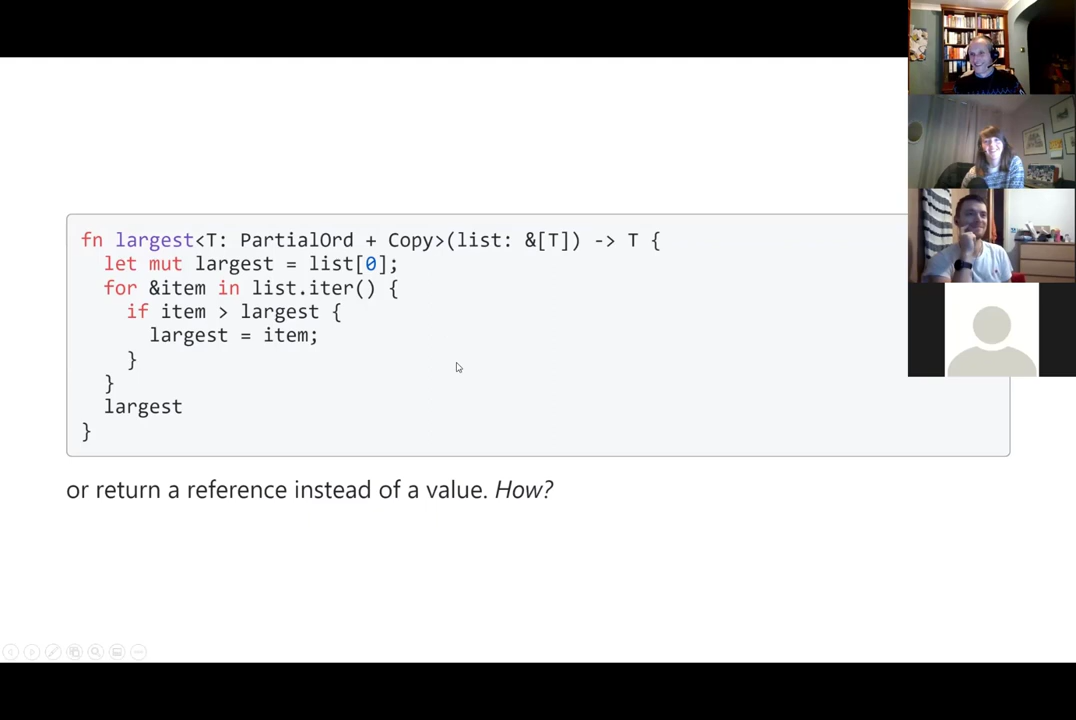 fn largest<T: PartialOrd + Copy>(list: &[T]) -> T {
  let mut largest = list[0];
  for &item in list.iter() {
    if item > largest {
      largest = item;
    }
  }
  largest
}
or return a reference instead of a value. How?